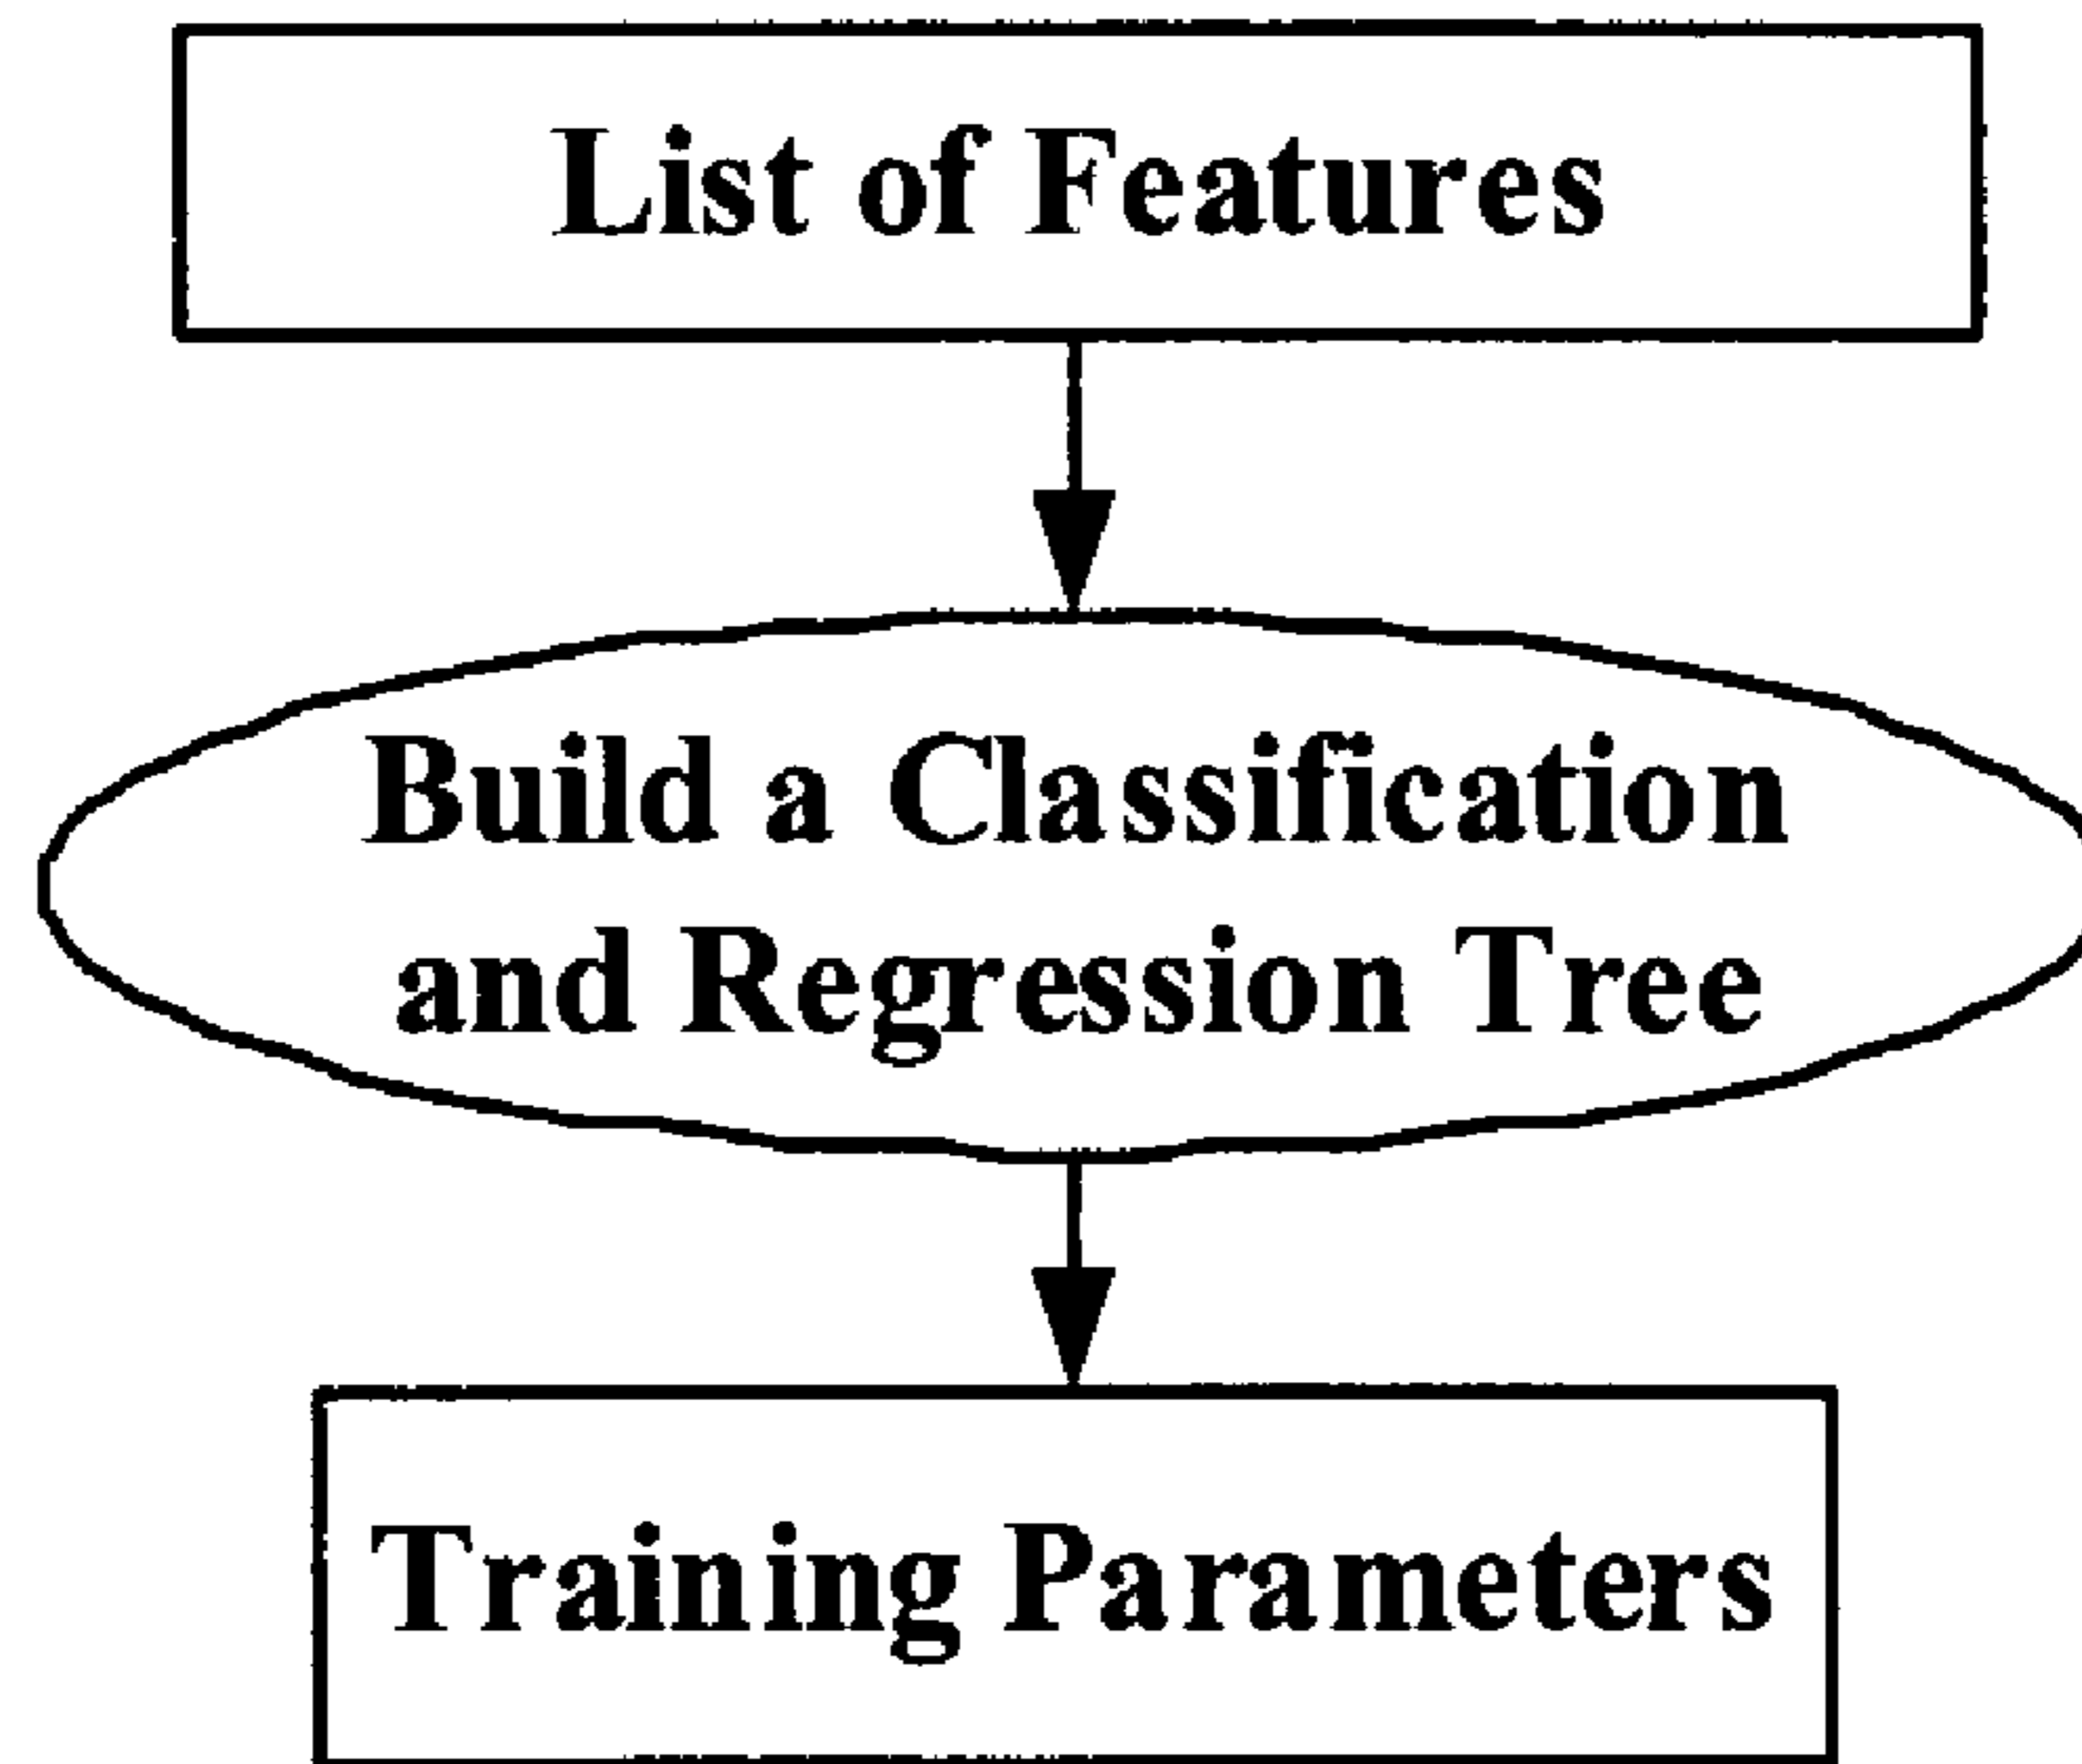 List of Features
Build a Classification
and Regression Tree
Training Parameters